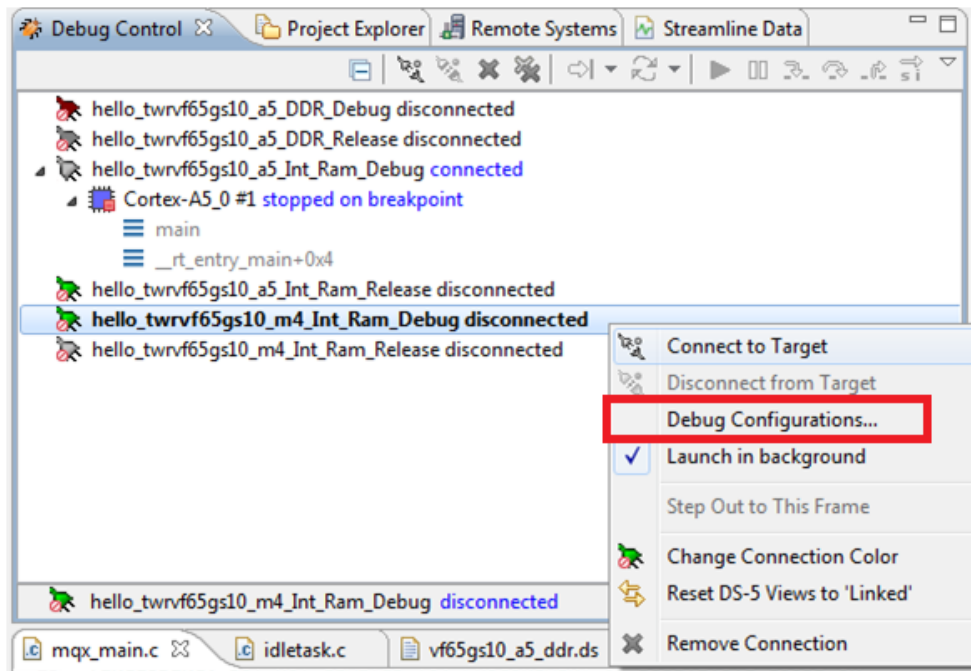 Debug Control Project Explorer Remote Systems Streamline Data
hello_twrvf65gs10_a5_DDR_Debug disconnected
hello_twrvf65gs10_a5_DDR_Release disconnected
hello_twrvf65gs10_a5_Int_Ram_Debug connected
Cortex-A5_0 #1 stopped on breakpoint
main
__rt_entry_main+0x4
hello_twrvf65gs10_a5_Int_Ram_Release disconnected
hello_twrvf65gs10_m4_Int_Ram_Debug disconnected
hello_twrvf65gs10_m4_Int_Ram_Release disconnected
Connect to Target
Disconnect from Target
Debug Configurations...
Launch in background
Step Out to This Frame
Change Connection Color
Reset DS-5 Views to 'Linked'
Remove Connection
hello_twrvf65gs10_m4_Int_Ram_Debug disconnected
mqx_main.c idletask.c vf65gs10_a5_ddr.ds